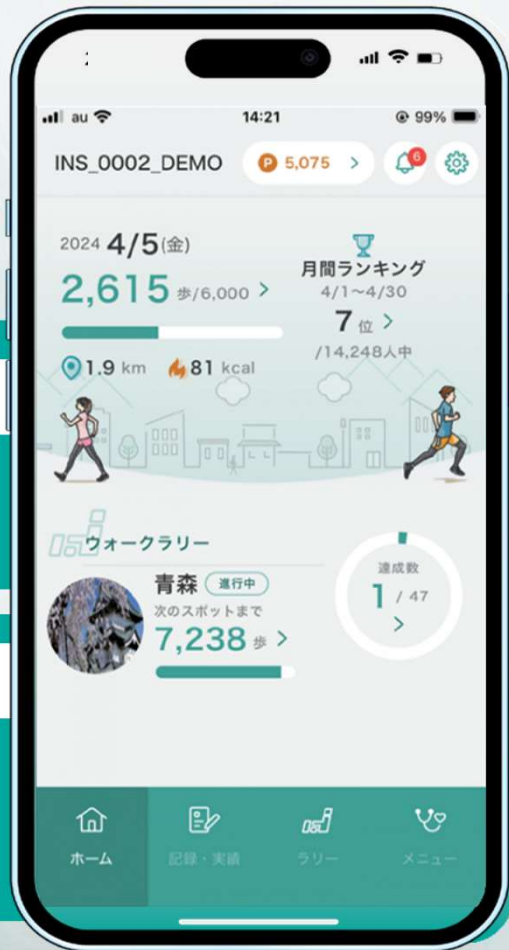 au 14:21 99%
INS_0002_DEMO P 5,075 > 6
2024 4/5(金)
2,615 歩/6,000 >
1.9 km 81 kcal
月間ランキング
4/1~4/30
7 位 >
/14,248人中
ウォークラリー
青森 進行中
次のスポットまで
7,238 歩 >
達成数
1 / 47
>
ホーム 記録・実績 ラリー メニュー